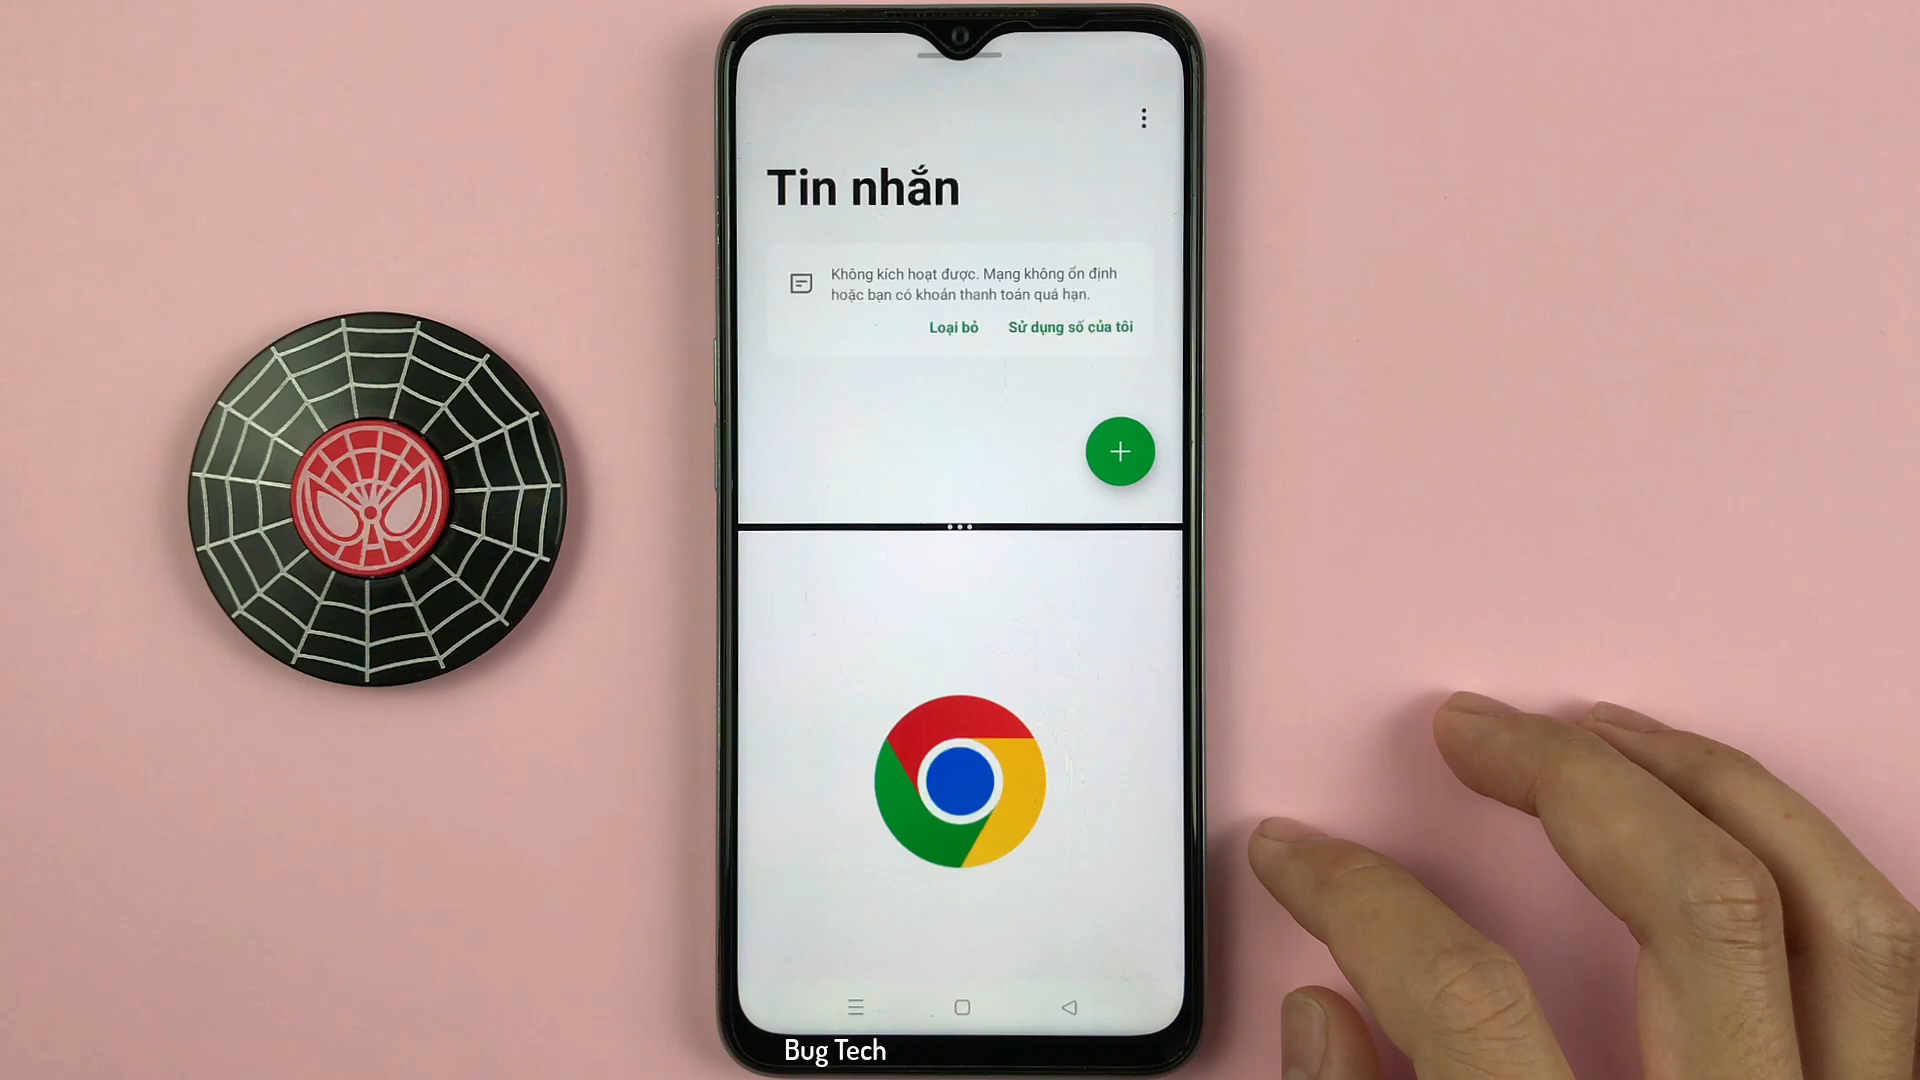 Tin nhắn
Không kích hoạt được. Mạng không ổn định
hoặc bạn có khoản thanh toán quá hạn.
Loại bỏ Sử dụng số của tôi
Bug Tech